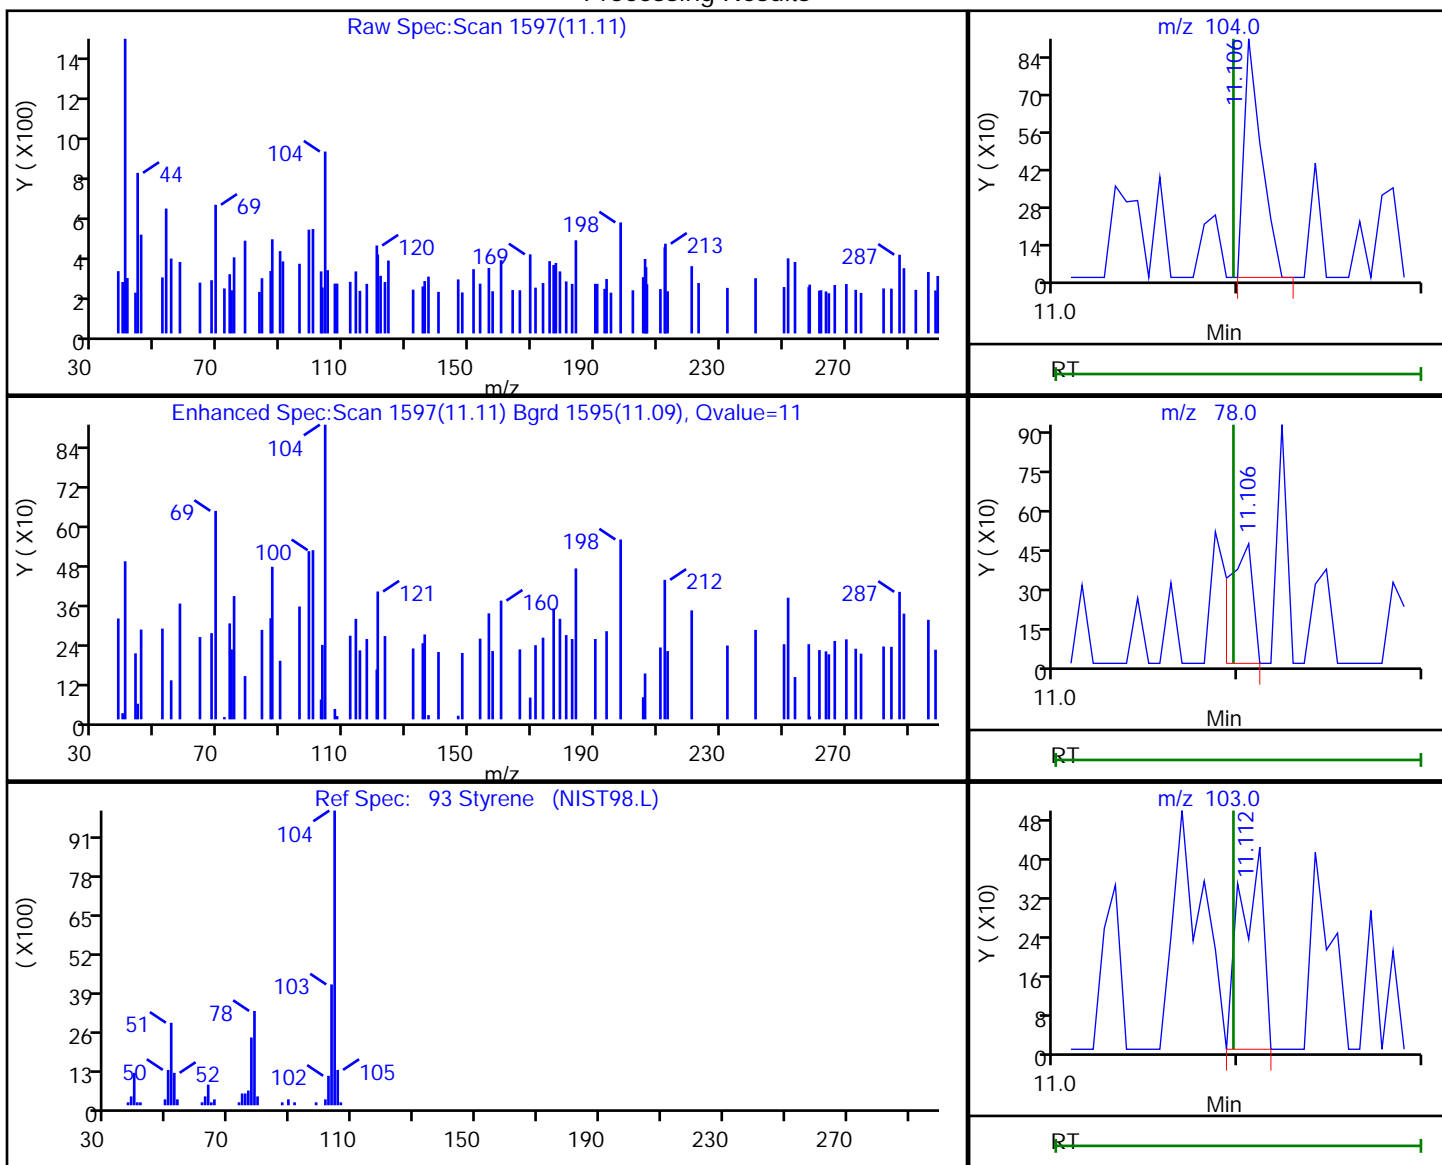 Processing Results
Raw Spec:Scan 1597(11.11)
Y ( X100)
14
12
10
8
6
4
2
0
104
44
69
198
120
169
213
287
30 70 110 150 190 230 270
m/z
m/z 104.0
Y ( X10)
84
70
56
42
28
14
0
11.106
11.0
Min
RT
Enhanced Spec:Scan 1597(11.11) Bgrd 1595(11.09), Qvalue=11
Y ( X10)
84
72
60
48
36
24
12
0
104
69
100
198
121
160
212
287
30 70 110 150 190 230 270
m/z
m/z 78.0
Y ( X10)
90
75
60
45
30
15
0
11.106
11.0
Min
RT
Ref Spec: 93 Styrene (NIST98.L)
( X100)
91
78
65
52
39
26
13
0
104
103
78
51
50 52 102 105
30 70 110 150 190 230 270
m/z 103.0
Y ( X10)
48
40
32
24
16
8
0
11.112
11.0
Min
RT